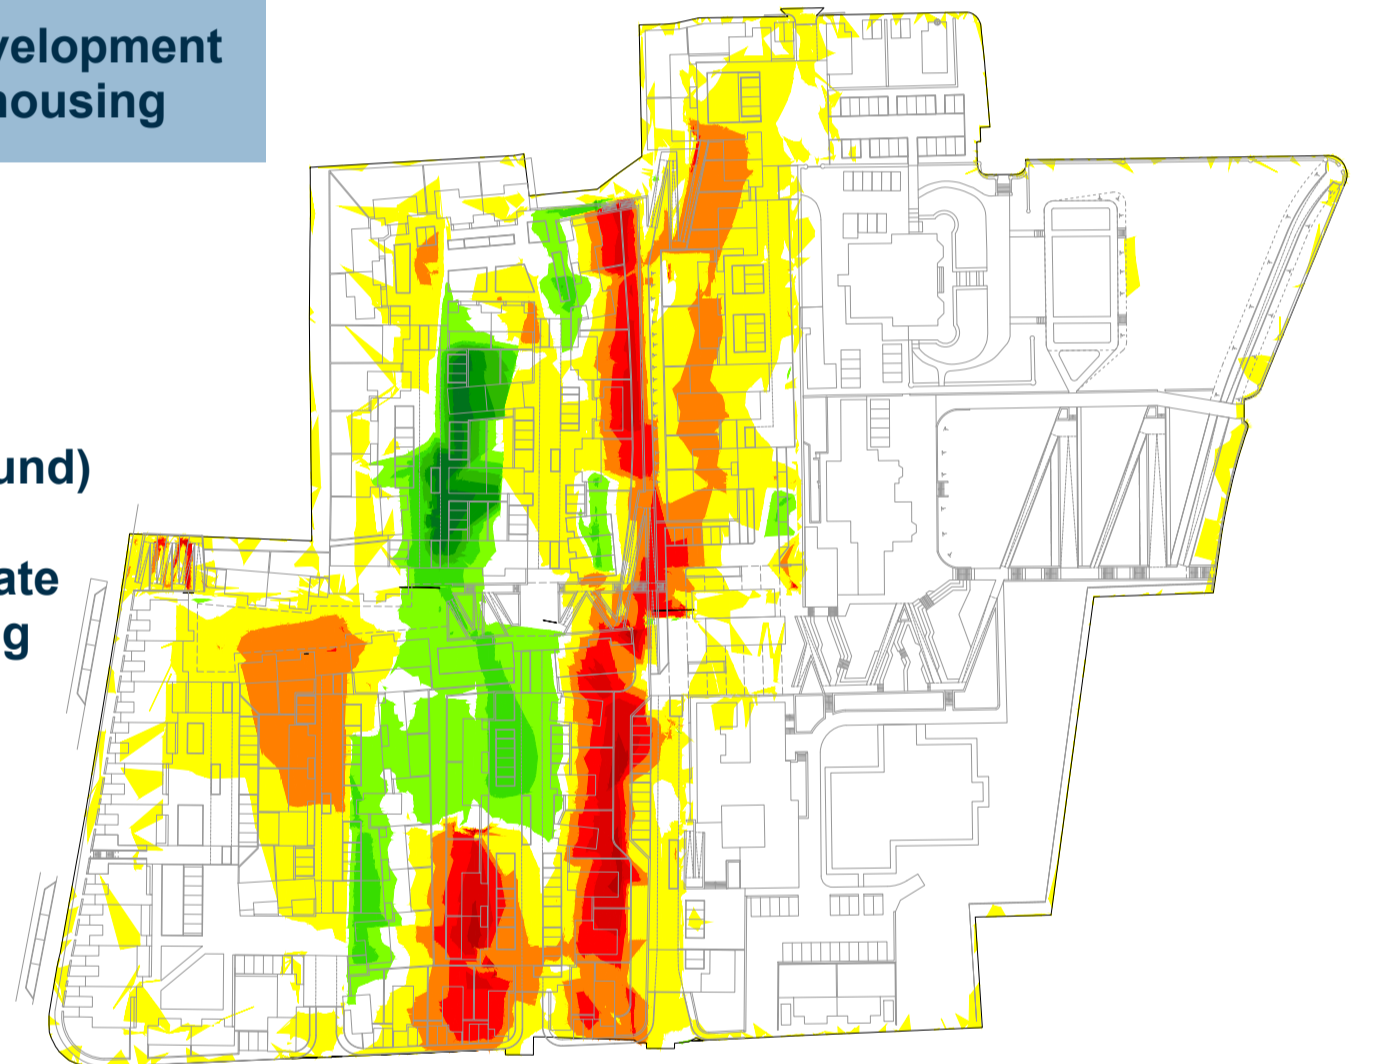 velopment
housing
und)
ate
g